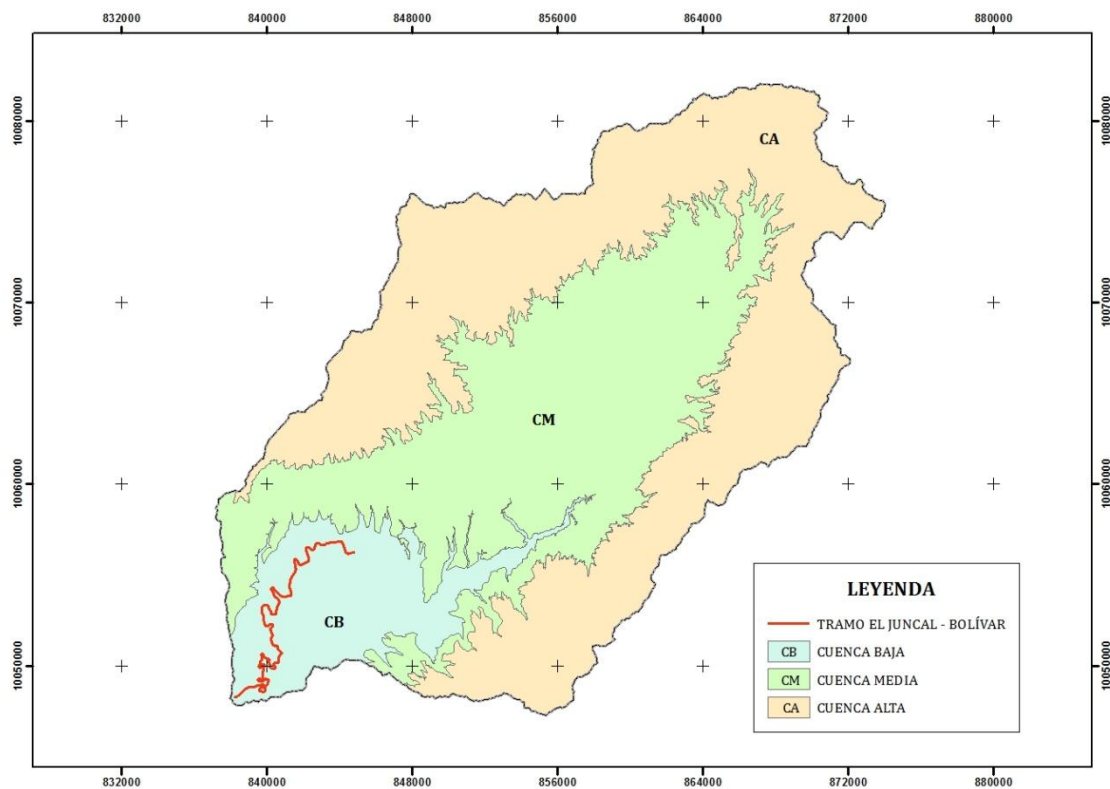 832000 840000 848000 856000 864000 872000 880000
10080000 10080000
CA
10070000 10070000
CM
10060000 10060000
CB
10050000 10050000
LEYENDA
TRAMO EL JUNCAL - BOLÍVAR
CB CUENCA BAJA
CM CUENCA MEDIA
CA CUENCA ALTA
832000 840000 848000 856000 864000 872000 880000